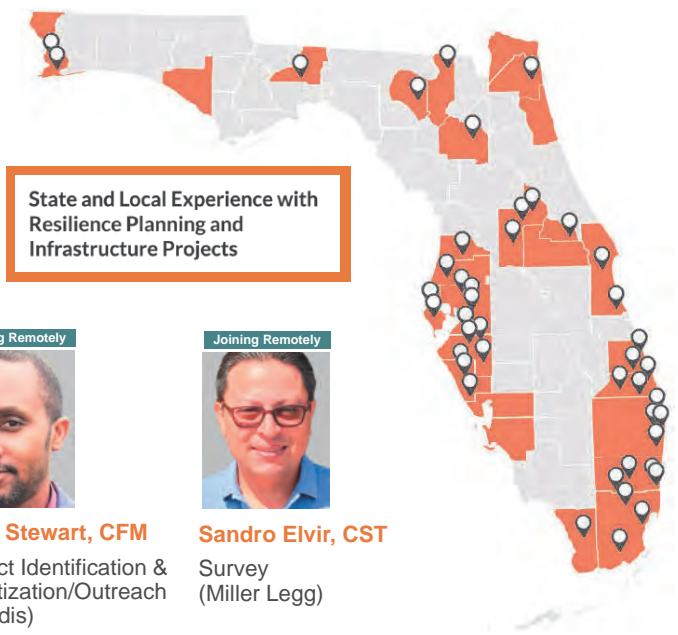 State and Local Experience with
Resilience Planning and
Infrastructure Projects
g Remotely
Joining Remotely
Stewart, CFM
ct Identification &
tization/Outreach
dis)
Sandro Elvir, CST
Survey
(Miller Legg)